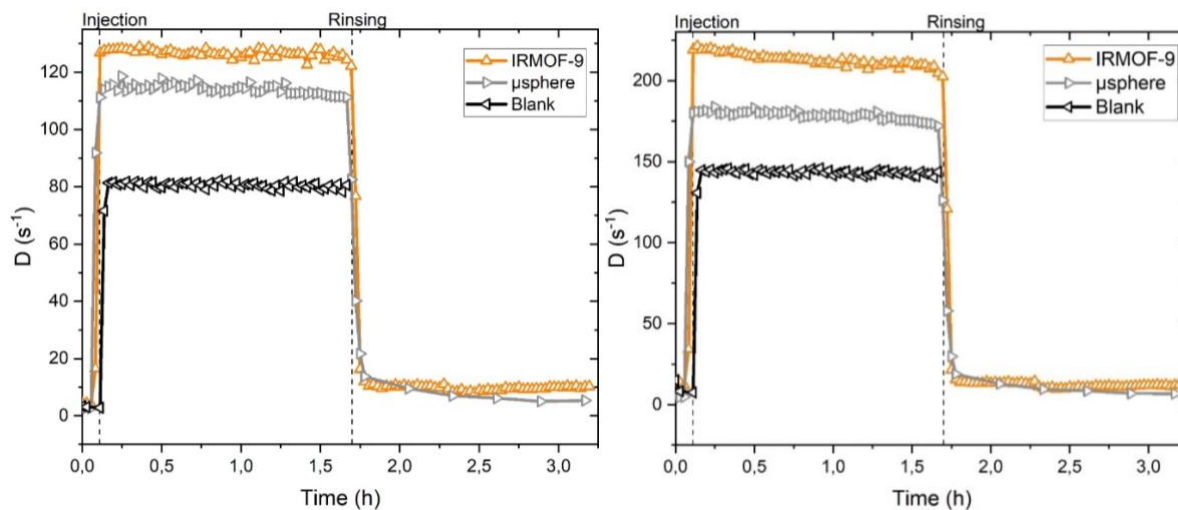 Injection
Rinsing
IRMOF-9
µsphere
Blank
D (s⁻¹)
120
100
80
60
40
20
0
0,0 0,5 1,0 1,5 2,0 2,5 3,0
Time (h)
Injection
Rinsing
IRMOF-9
µsphere
Blank
D (s⁻¹)
200
150
100
50
0
0,0 0,5 1,0 1,5 2,0 2,5 3,0
Time (h)